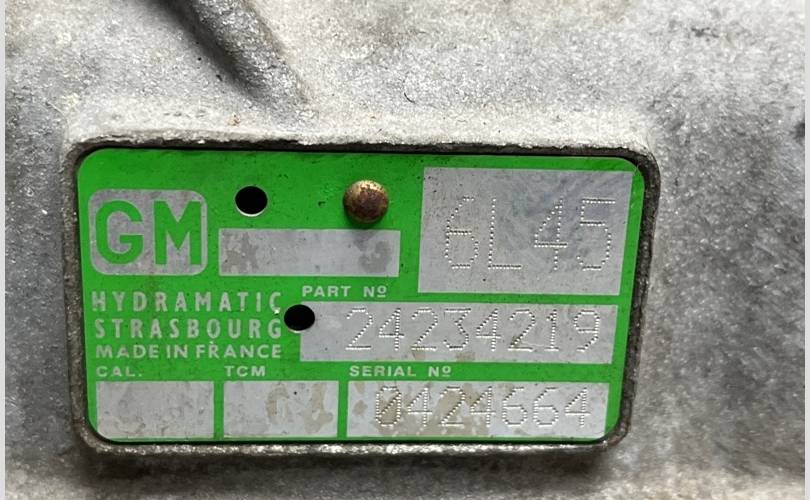 GM
6L45
PART Nº
HYDRAMATIC
STRASBOURG
24234219
MADE IN FRANCE
CAL.
TCM
SERIAL Nº
0424664